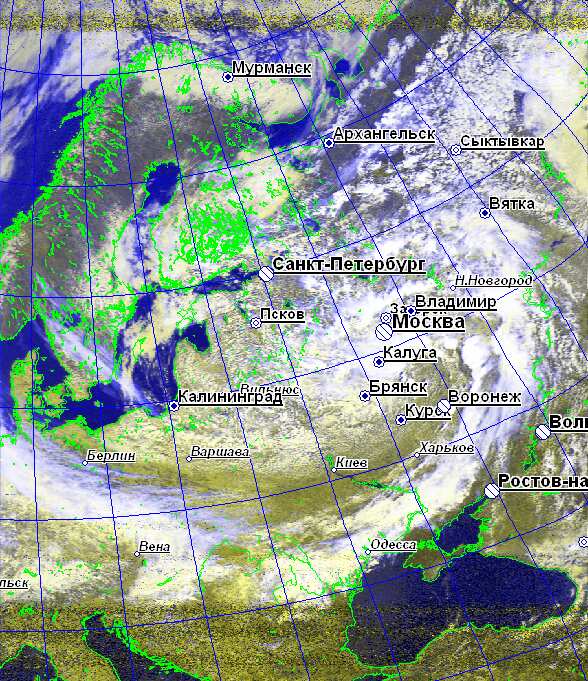 Мурманск
Архангельск
Сыктывкар
Вятка
Санкт-Петербург
Н.Новгород
Владимир
Псков
Москва
Калуга
Вильнюс
Брянск
Калининград
Воронеж
Курск
Харьков
Варшава
Берлин
Киев
Ростов-на
Одесса
Вена
льск